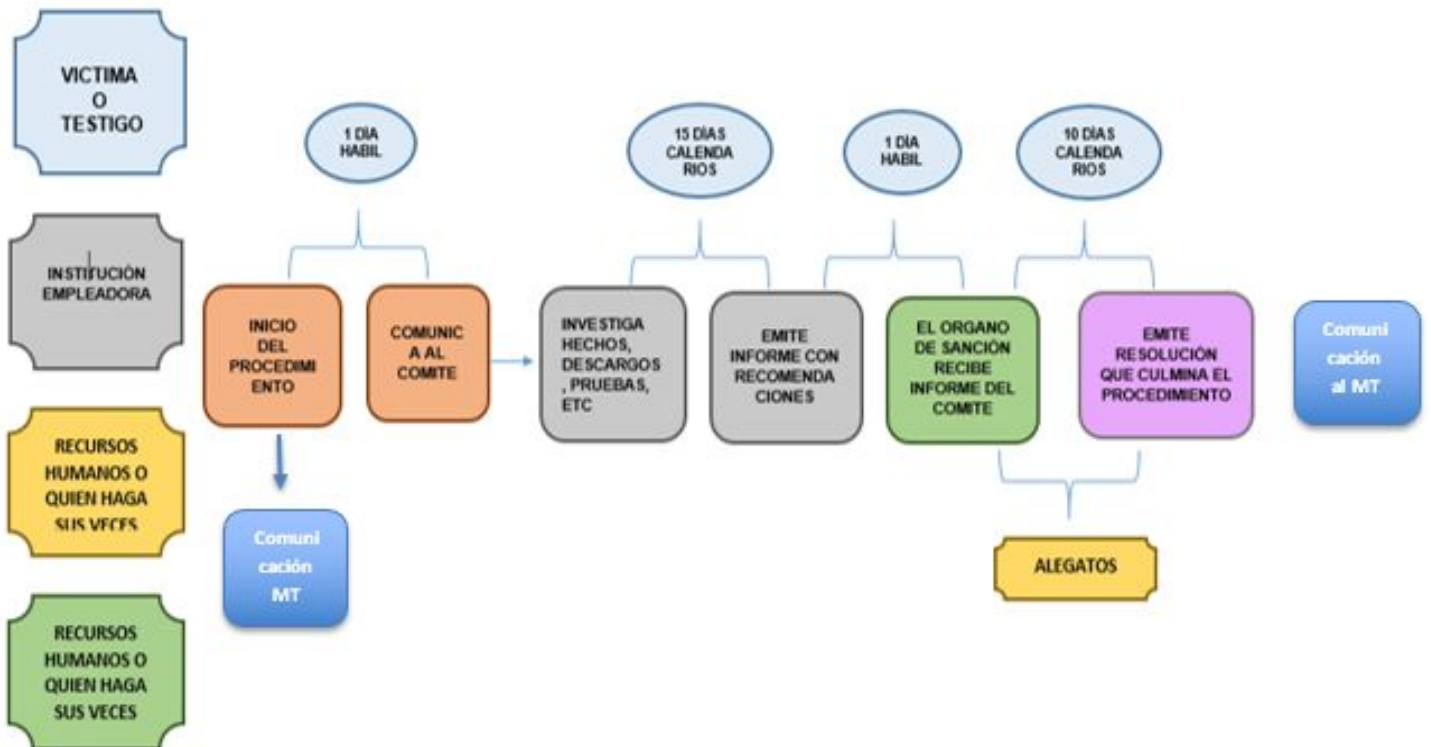 VICTIMA
O
TESTIGO
INSTITUCIÓN
EMPLEADORA
RECURSOS
HUMANOS O
QUIEN HAGA
SUS VECES
RECURSOS
HUMANOS O
QUIEN HAGA
SUS VECES
1 DÍA
HABIL
15 DÍAS
CALENDA
RIOS
1 DÍA
HABIL
10 DÍAS
CALENDA
RIOS
INICIO
DEL
PROCEDIMI
ENTO
COMUNIC
A AL
COMITE
INVESTIGA
HECHOS,
DESCARGOS
, PRUEBAS,
ETC
EMITE
INFORME CON
RECOMENDA
CIONES
EL ORGANO
DE SANCIÓN
RECIBE
INFORME DEL
COMITE
EMITE
RESOLUCIÓN
QUE CULMINA EL
PROCEDIMIENTO
Comuni
cación
al MT
Comuni
cación
MT
ALEGATOS